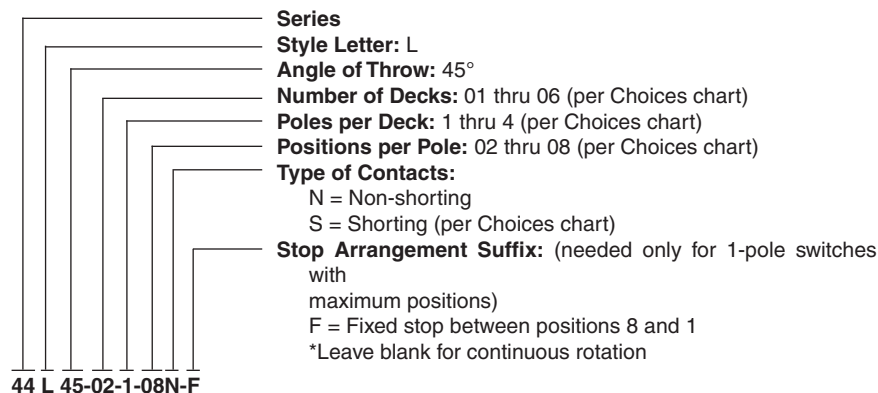 Series
Style Letter: L
Angle of Throw: 45°
Number of Decks: 01 thru 06 (per Choices chart)
Poles per Deck: 1 thru 4 (per Choices chart)
Positions per Pole: 02 thru 08 (per Choices chart)
Type of Contacts:
N = Non-shorting
S = Shorting (per Choices chart)
Stop Arrangement Suffix: (needed only for 1-pole switches
with
maximum positions)
F = Fixed stop between positions 8 and 1
*Leave blank for continuous rotation
44 L 45-02-1-08N-F